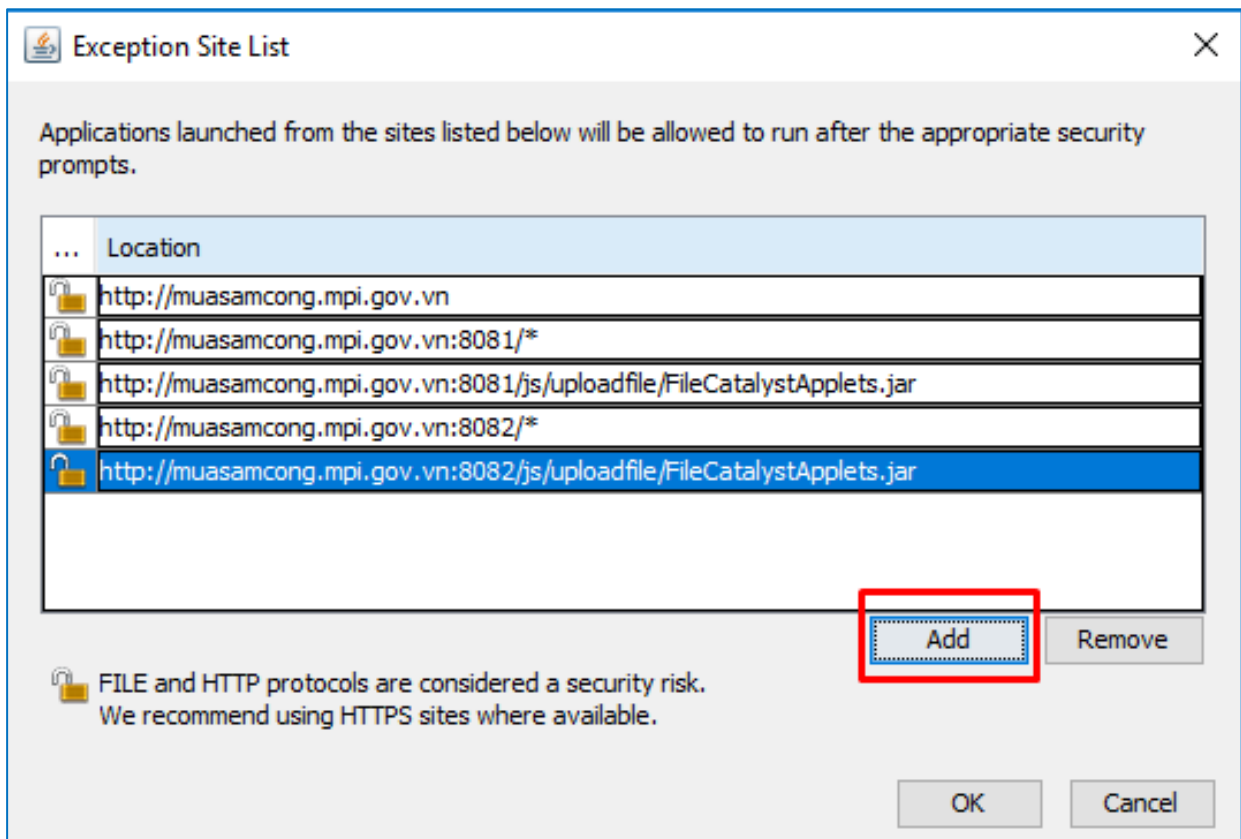 Exception Site List
Applications launched from the sites listed below will be allowed to run after the appropriate security
prompts.
... Location
http://muasamcong.mpi.gov.vn
http://muasamcong.mpi.gov.vn:8081/*
http://muasamcong.mpi.gov.vn:8081/js/uploadfile/FileCatalystApplets.jar
http://muasamcong.mpi.gov.vn:8082/*
http://muasamcong.mpi.gov.vn:8082/js/uploadfile/FileCatalystApplets.jar
Add Remove
FILE and HTTP protocols are considered a security risk.
We recommend using HTTPS sites where available.
OK Cancel